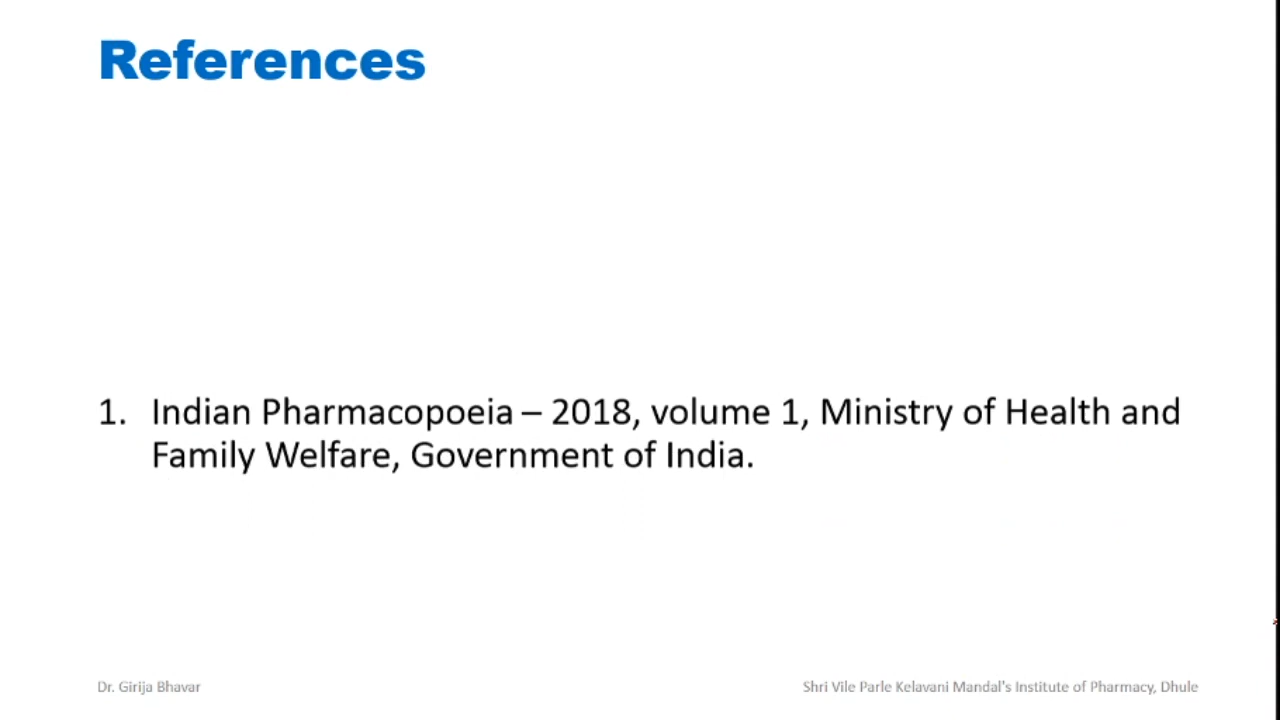 References
1. Indian Pharmacopoeia – 2018, volume 1, Ministry of Health and
Family Welfare, Government of India.
Dr. Girija Bhavar
Shri Vile Parle Kelavani Mandal's Institute of Pharmacy, Dhule